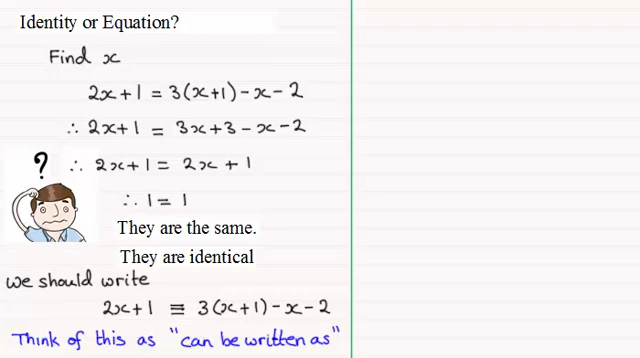 Identity or Equation?
Find x
2x + 1 = 3(x+1) - x - 2
∴ 2x + 1 = 3x + 3 - x - 2
? ∴ 2x + 1 = 2x + 1
∴ 1 = 1
They are the same.
They are identical
we should write
2x + 1 ≡ 3(x+1) - x - 2
Think of this as "can be written as"